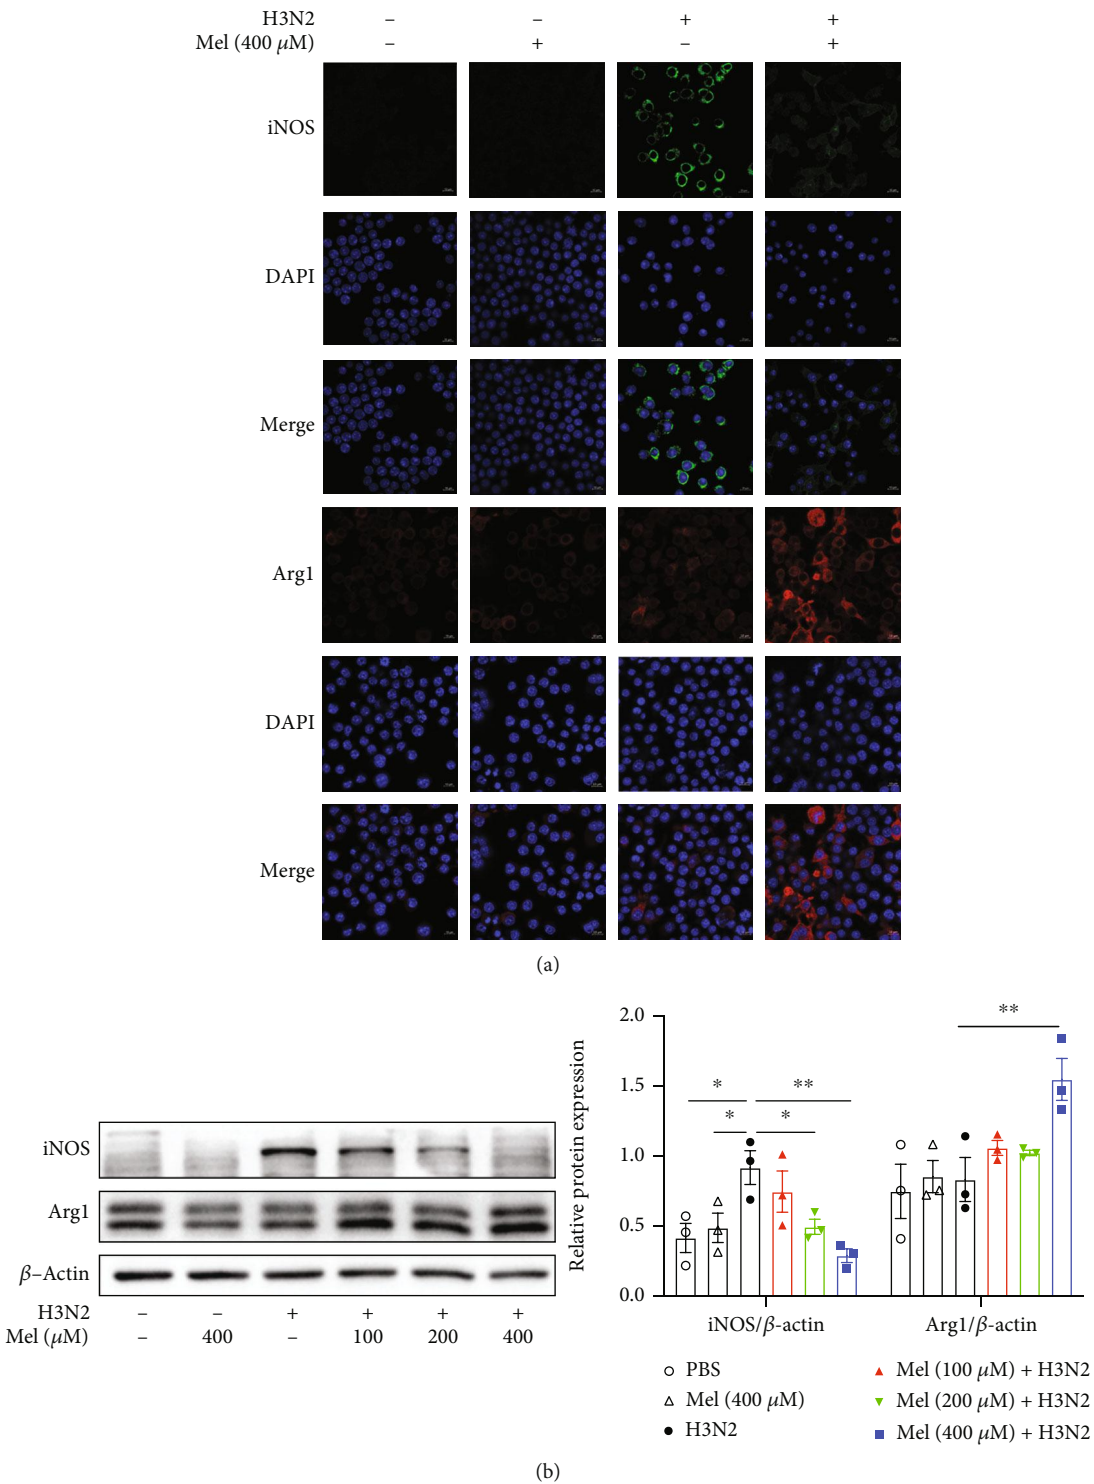 H3N2 – – + +
Mel (400 μM) – + – +
iNOS
DAPI
Merge
Arg1
DAPI
Merge
(a)
iNOS
Arg1
β–Actin
H3N2 – – + + + +
Mel (μM) – 400 – 100 200 400
Relative protein expression
2.0
1.5
1.0
0.5
0.0
* ** * * **
iNOS/β-actin Arg1/β-actin
PBS
Mel (400 μM)
H3N2
Mel (100 μM) + H3N2
Mel (200 μM) + H3N2
Mel (400 μM) + H3N2
(b)